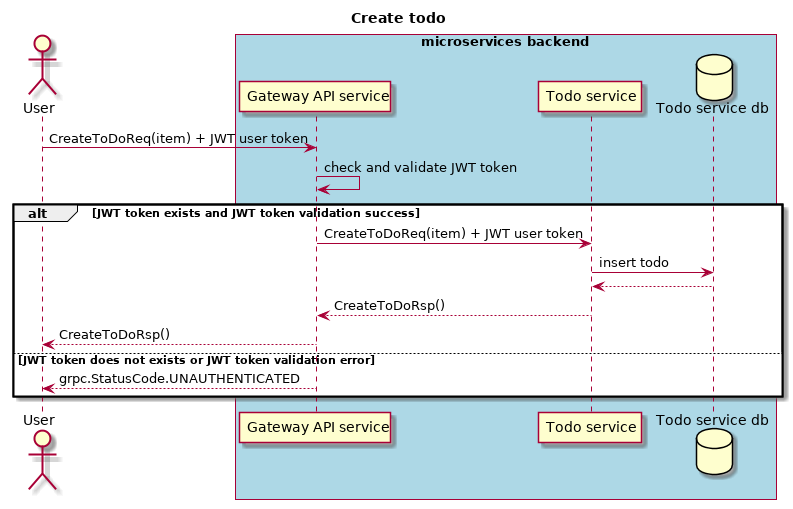 Create todo
microservices backend
User
Gateway API service
Todo service
Todo service db
CreateToDoReq(item) + JWT user token
check and validate JWT token
alt [JWT token exists and JWT token validation success]
CreateToDoReq(item) + JWT user token
insert todo
CreateToDoRsp()
CreateToDoRsp()
[JWT token does not exists or JWT token validation error]
grpc.StatusCode.UNAUTHENTICATED
User
Gateway API service
Todo service
Todo service db